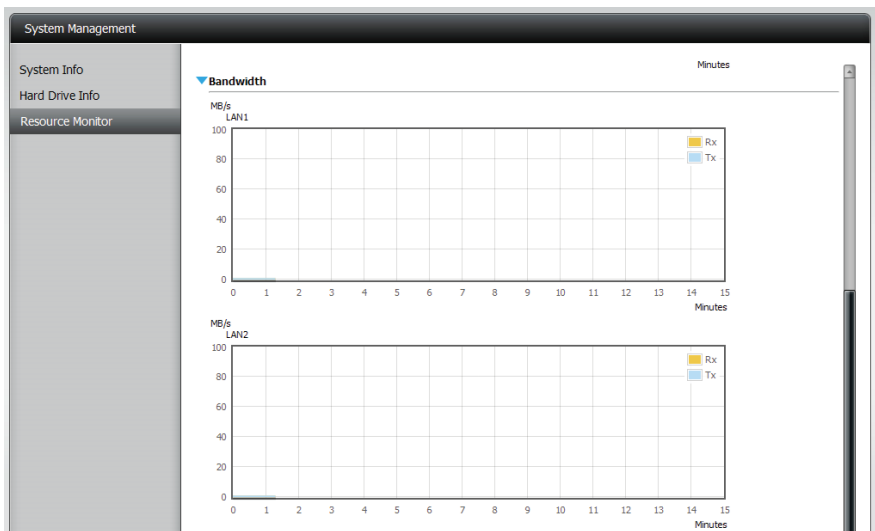 System Management
System Info
Hard Drive Info
Resource Monitor
Minutes
Bandwidth
MB/s
LAN1
100
80
60
40
20
0
Rx
Tx
0 1 2 3 4 5 6 7 8 9 10 11 12 13 14 15
Minutes
MB/s
LAN2
100
80
60
40
20
0
Rx
Tx
0 1 2 3 4 5 6 7 8 9 10 11 12 13 14 15
Minutes